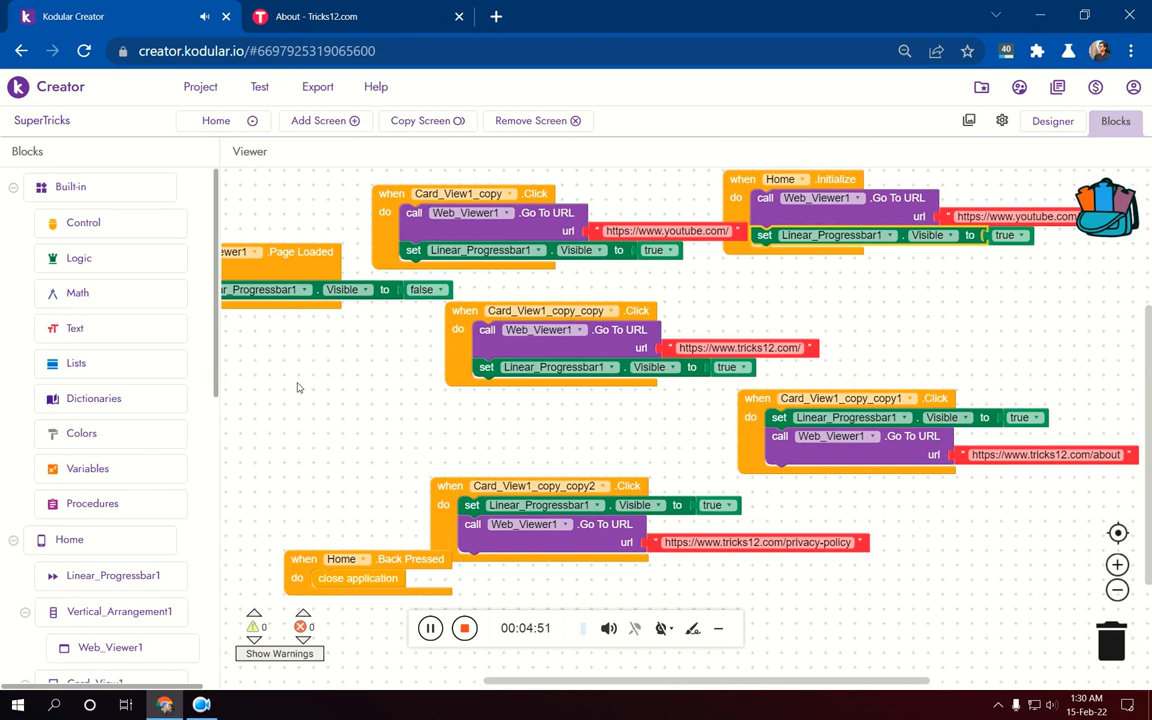 Kodular Creator
About - Tricks12.com
creator.kodular.io/#6697925319065600
40
Creator
Project
Test
Export
Help
SuperTricks
Home
Add Screen
Copy Screen
Remove Screen
Designer
Blocks
Blocks
Viewer
Built-in
Control
Logic
Math
Text
Lists
Dictionaries
Colors
Variables
Procedures
Home
Linear_Progressbar1
Vertical_Arrangement1
Web_Viewer1
Card_View1
when Card_View1_copy .Click
do call Web_Viewer1 .Go To URL
url " https://www.youtube.com/ "
set Linear_Progressbar1 . Visible to true
when Home .Initialize
do call Web_Viewer1 .Go To URL
url " https://www.youtube.com
set Linear_Progressbar1 . Visible to true
ewer1 .Page Loaded
ar_Progressbar1 . Visible to false
when Card_View1_copy_copy .Click
do call Web_Viewer1 .Go To URL
url " https://www.tricks12.com/ "
set Linear_Progressbar1 . Visible to true
when Card_View1_copy_copy1 .Click
do set Linear_Progressbar1 . Visible to true
call Web_Viewer1 .Go To URL
url " https://www.tricks12.com/about "
when Card_View1_copy_copy2 .Click
do set Linear_Progressbar1 . Visible to true
call Web_Viewer1 .Go To URL
url " https://www.tricks12.com/privacy-policy "
when Home .Back Pressed
do close application
0
0
Show Warnings
00:04:51
1:30 AM
15-Feb-22